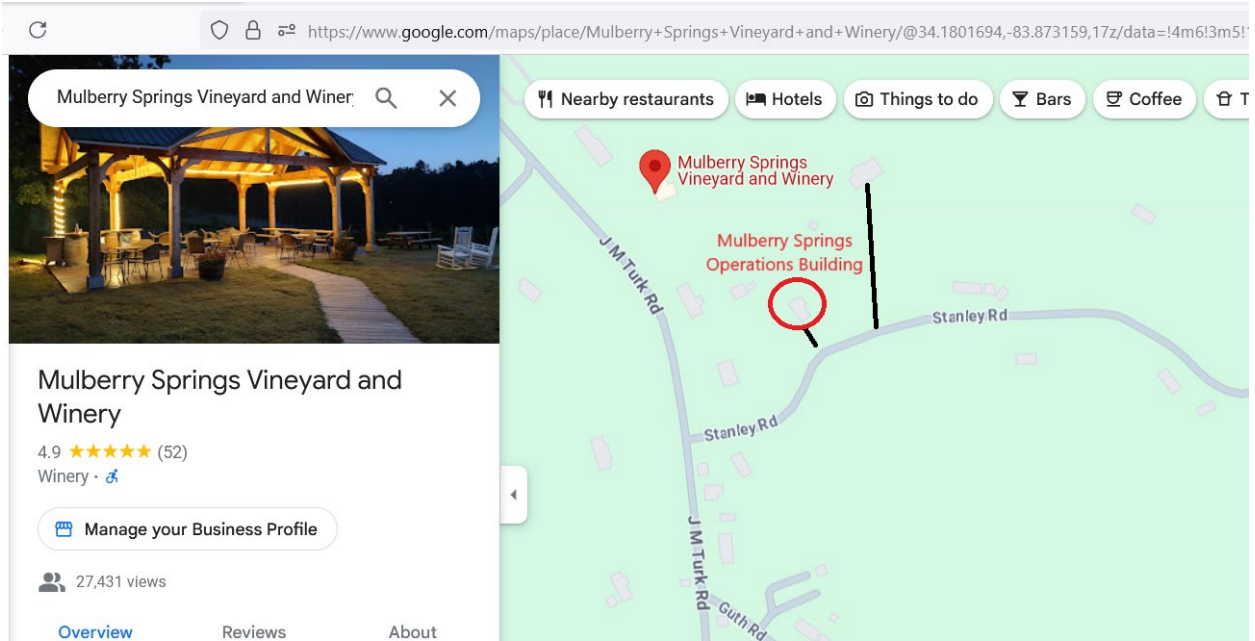 https://www.google.com/maps/place/Mulberry+Springs+Vineyard+and+Winery/@34.1801694,-83.873159,17z/data=!4m6!3m5!
Mulberry Springs Vineyard and Winer
Nearby restaurants
Hotels
Things to do
Bars
Coffee
Mulberry Springs
Vineyard and Winery
Mulberry Springs
Operations Building
J M Turk Rd
Stanley Rd
Stanley Rd
J M Turk Rd
Guth Rd
Mulberry Springs Vineyard and
Winery
4.9 ★★★★★ (52)
Winery ·
Manage your Business Profile
27,431 views
Overview
Reviews
About